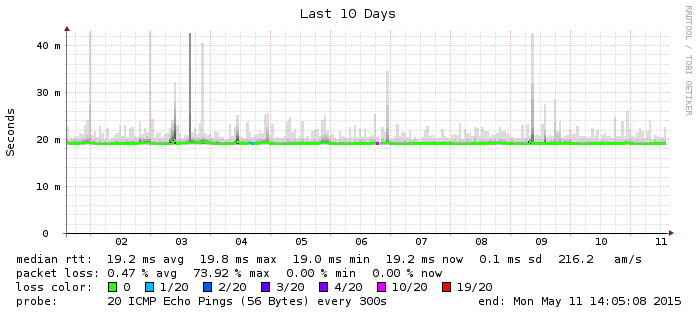 Last 10 Days
RRDTOOL / TOBI OETIKER
Seconds
40 m
30 m
20 m
10 m
0
02 03 04 05 06 07 08 09 10 11
median rtt: 19.2 ms avg 19.8 ms max 19.0 ms min 19.2 ms now 0.1 ms sd 216.2 am/s
packet loss: 0.47 % avg 73.92 % max 0.00 % min 0.00 % now
loss color: 0 1/20 2/20 3/20 4/20 10/20 19/20
probe: 20 ICMP Echo Pings (56 Bytes) every 300s end: Mon May 11 14:05:08 2015